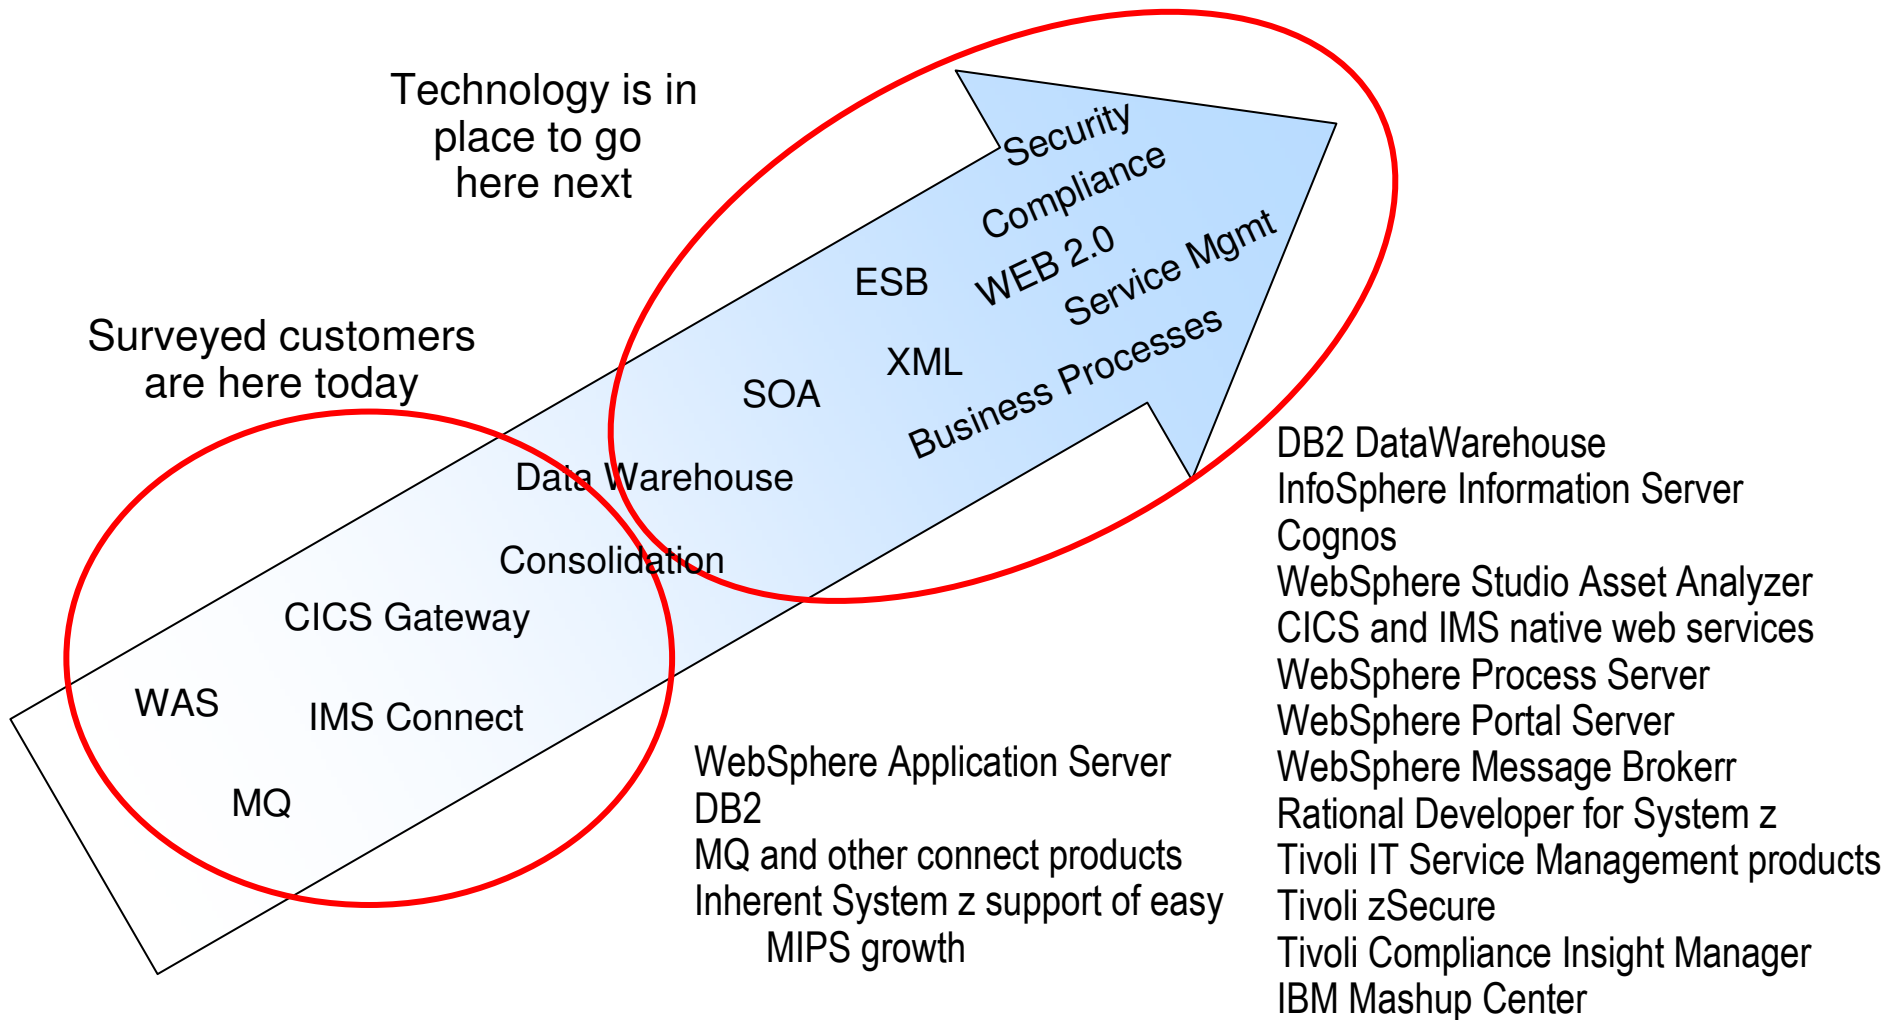 Technology is in
place to go
here next
Security
Compliance
WEB 2.0
Service Mgmt
Business Processes
ESB
XML
SOA
Surveyed customers
are here today
Data Warehouse
Consolidation
CICS Gateway
WAS
IMS Connect
MQ
WebSphere Application Server
DB2
MQ and other connect products
Inherent System z support of easy
MIPS growth
DB2 DataWarehouse
InfoSphere Information Server
Cognos
WebSphere Studio Asset Analyzer
CICS and IMS native web services
WebSphere Process Server
WebSphere Portal Server
WebSphere Message Brokerr
Rational Developer for System z
Tivoli IT Service Management products
Tivoli zSecure
Tivoli Compliance Insight Manager
IBM Mashup Center